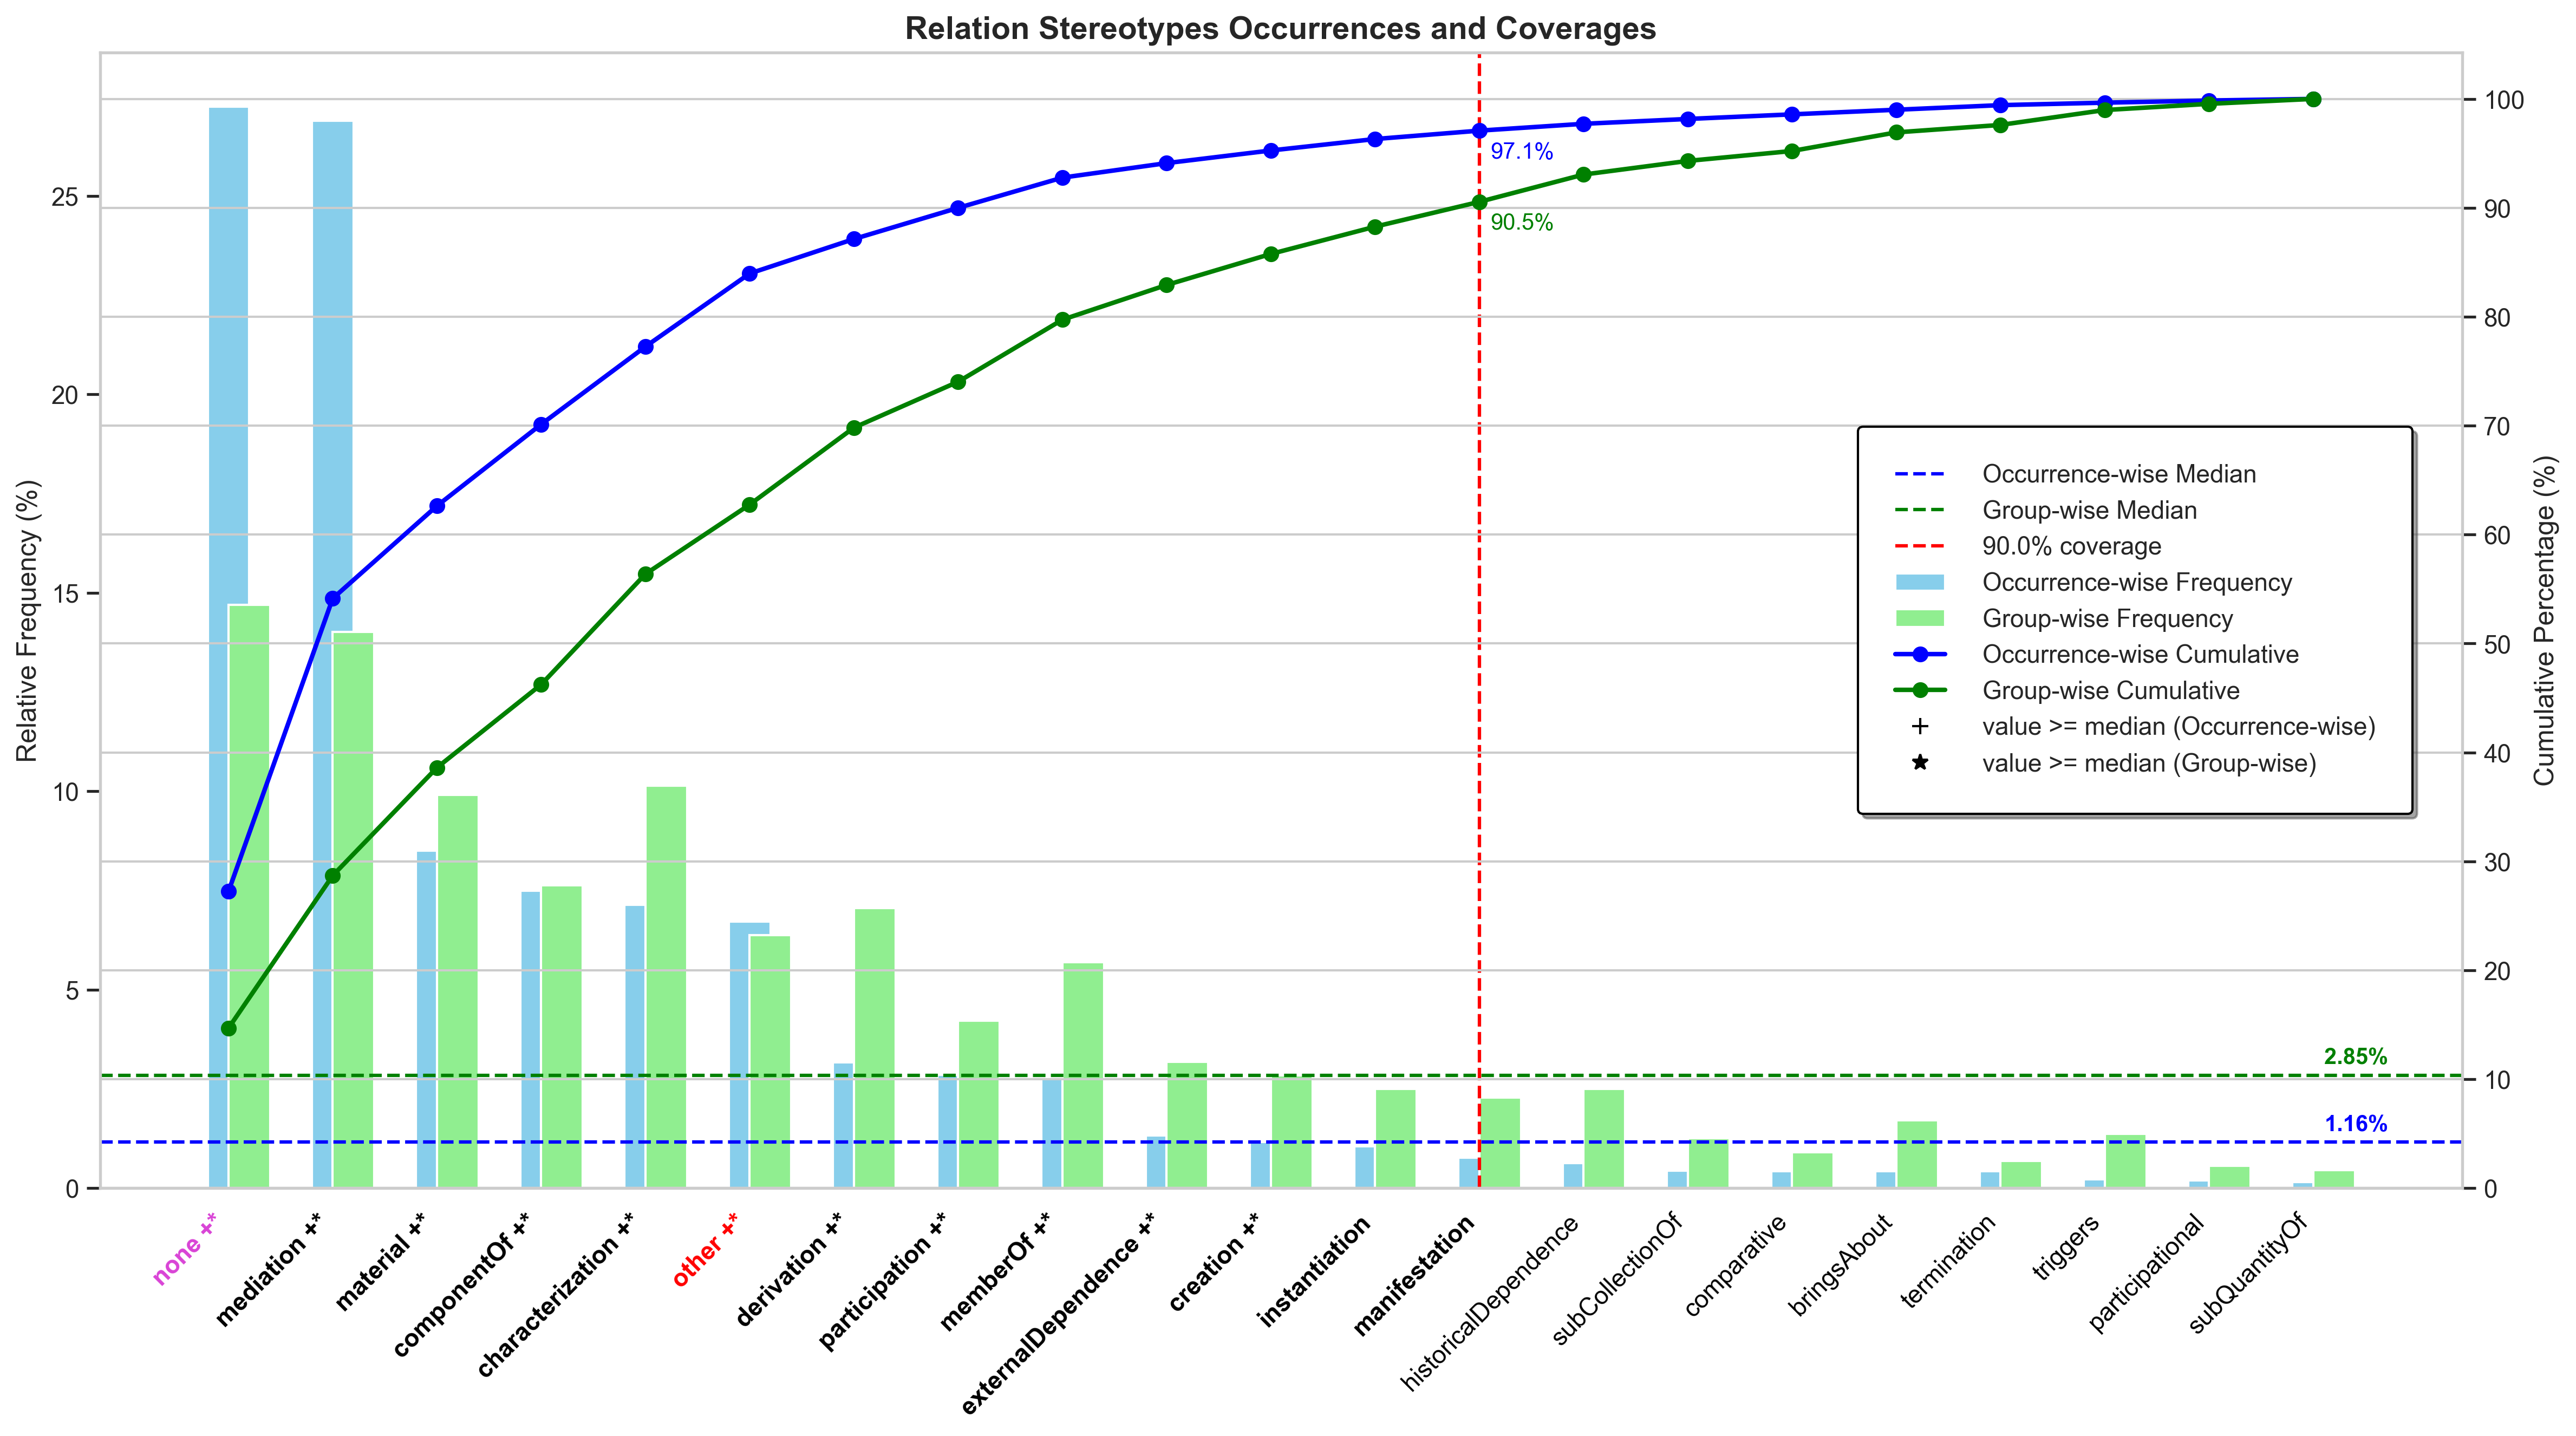 Relation Stereotypes Occurrences and Coverages
Relative Frequency (%)
25
20
15
10
5
0
100
90
80
70
60
50
40
30
20
10
0
Cumulative Percentage (%)
97.1%
90.5%
Occurrence-wise Median
Group-wise Median
90.0% coverage
Occurrence-wise Frequency
Group-wise Frequency
Occurrence-wise Cumulative
Group-wise Cumulative
value >= median (Occurrence-wise)
value >= median (Group-wise)
2.85%
1.16%
none +*
mediation +*
material +*
componentOf +*
characterization +*
other +*
derivation +*
participation +*
memberOf +*
externalDependence +*
creation +*
instantiation
manifestation
historicalDependence
subCollectionOf
comparative
bringsAbout
termination
triggers
participational
subQuantityOf